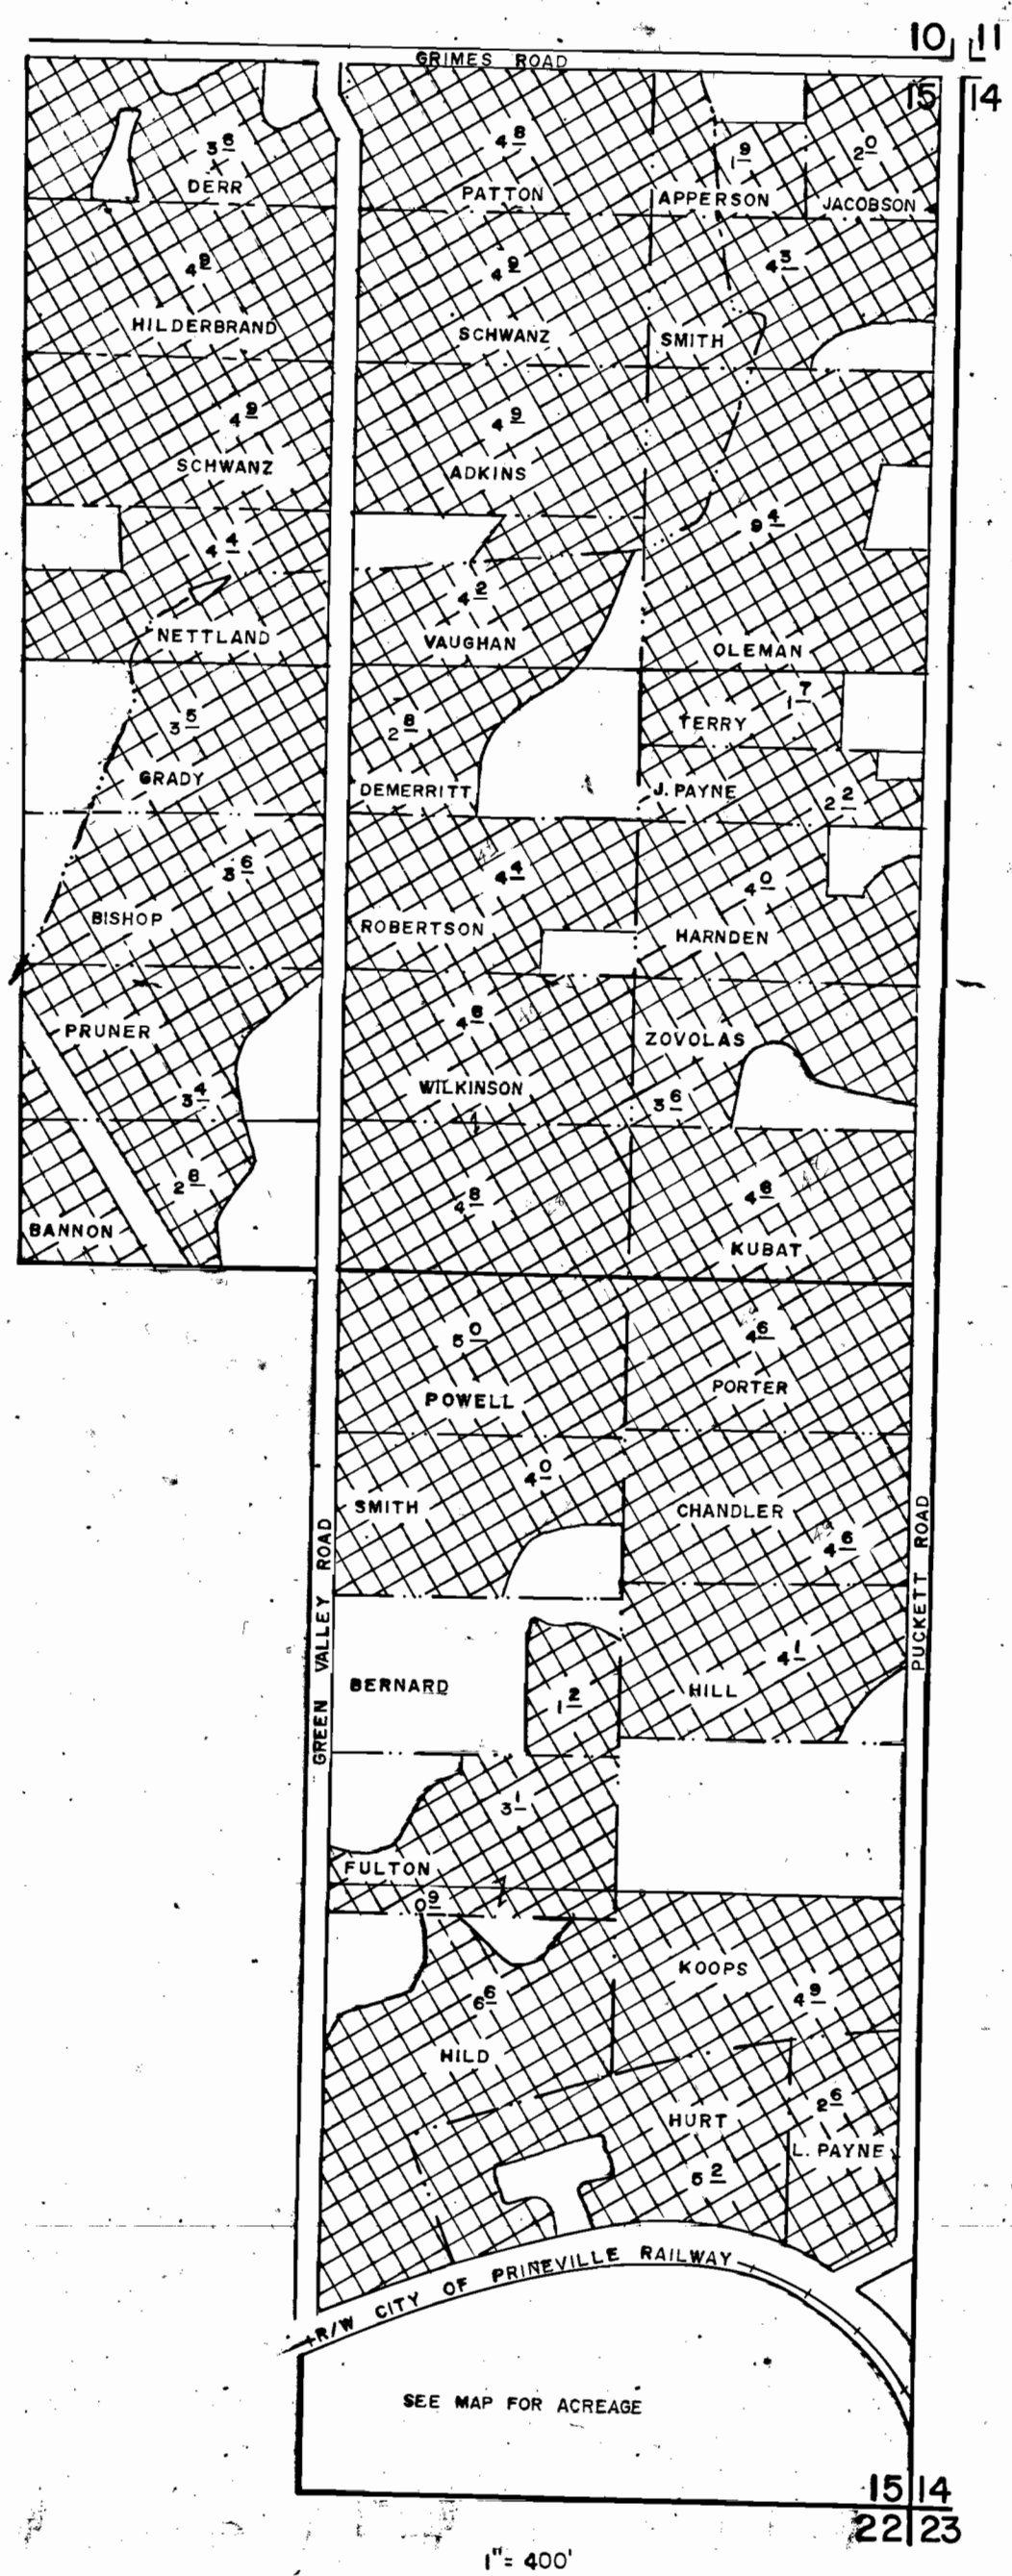 10 11
GRIMES ROAD
15 14
3 6
DERR
4 8
PATTON
1 9
APPERSON
2 0
JACOBSON
4 9
HILDERBRAND
4 9
SCHWANZ
4 3
SMITH
4 9
SCHWANZ
4 9
ADKINS
9 4
OLEMAN
4 4
NETTLAND
4 2
VAUGHAN
3 5
GRADY
2 8
DEMERRITT
1 7
TERRY
J. PAYNE
2 2
3 6
BISHOP
4 4
ROBERTSON
4 0
HARNDEN
PRUNER
3 4
4 8
WILKINSON
ZOVOLAS
3 6
2 8
BANNON
4 8
4 8
KUBAT
5 0
POWELL
4 6
PORTER
4 0
SMITH
CHANDLER
4 6
GREEN VALLEY ROAD
PUCKETT ROAD
BERNARD
1 2
4 1
HILL
3 1
FULTON
0 9
KOOPS
4 9
6 6
HILD
HURT
5 2
2 6
L. PAYNE
R/W CITY OF PRINEVILLE RAILWAY
SEE MAP FOR ACREAGE
15 14
22 23
1" = 400'